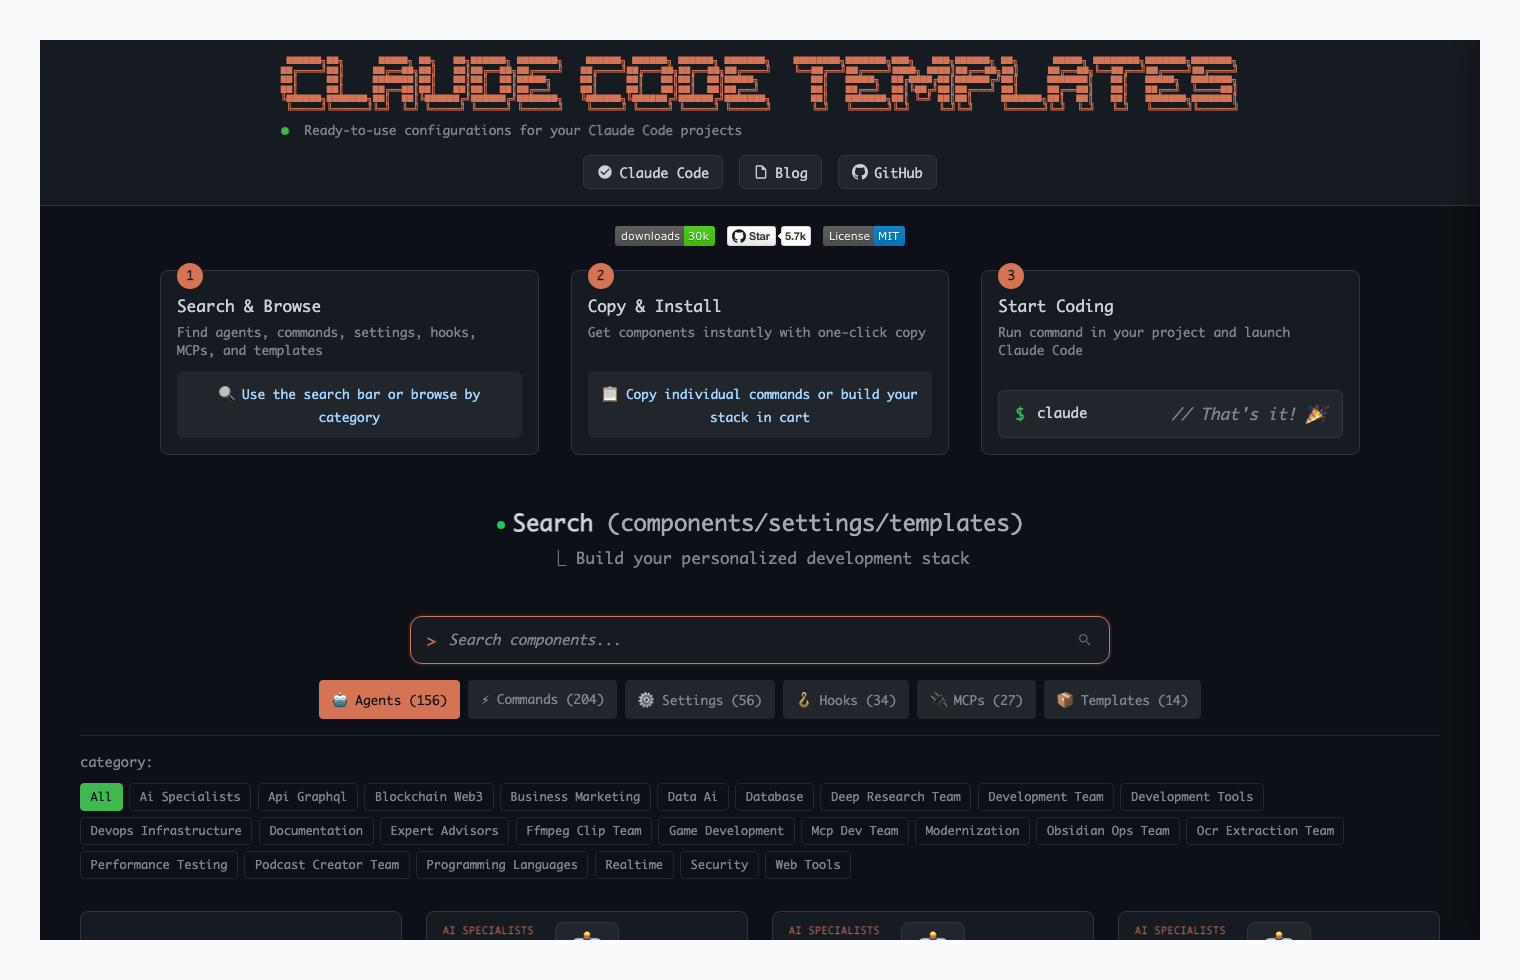 CLAUDE CODE TEMPLATES
Ready-to-use configurations for your Claude Code projects
Claude Code
Blog
GitHub
downloads 30k
Star 5.7k
License MIT
1
Search & Browse
Find agents, commands, settings, hooks,
MCPs, and templates
🔍 Use the search bar or browse by
category
2
Copy & Install
Get components instantly with one-click copy
📋 Copy individual commands or build your
stack in cart
3
Start Coding
Run command in your project and launch
Claude Code
$ claude // That's it! 🎉
Search (components/settings/templates)
⎿ Build your personalized development stack
> Search components...
🤖 Agents (156)
⚡ Commands (204)
⚙️ Settings (56)
🪝 Hooks (34)
🔌 MCPs (27)
📦 Templates (14)
category:
All
Ai Specialists
Api Graphql
Blockchain Web3
Business Marketing
Data Ai
Database
Deep Research Team
Development Team
Development Tools
Devops Infrastructure
Documentation
Expert Advisors
Ffmpeg Clip Team
Game Development
Mcp Dev Team
Modernization
Obsidian Ops Team
Ocr Extraction Team
Performance Testing
Podcast Creator Team
Programming Languages
Realtime
Security
Web Tools
AI SPECIALISTS
AI SPECIALISTS
AI SPECIALISTS